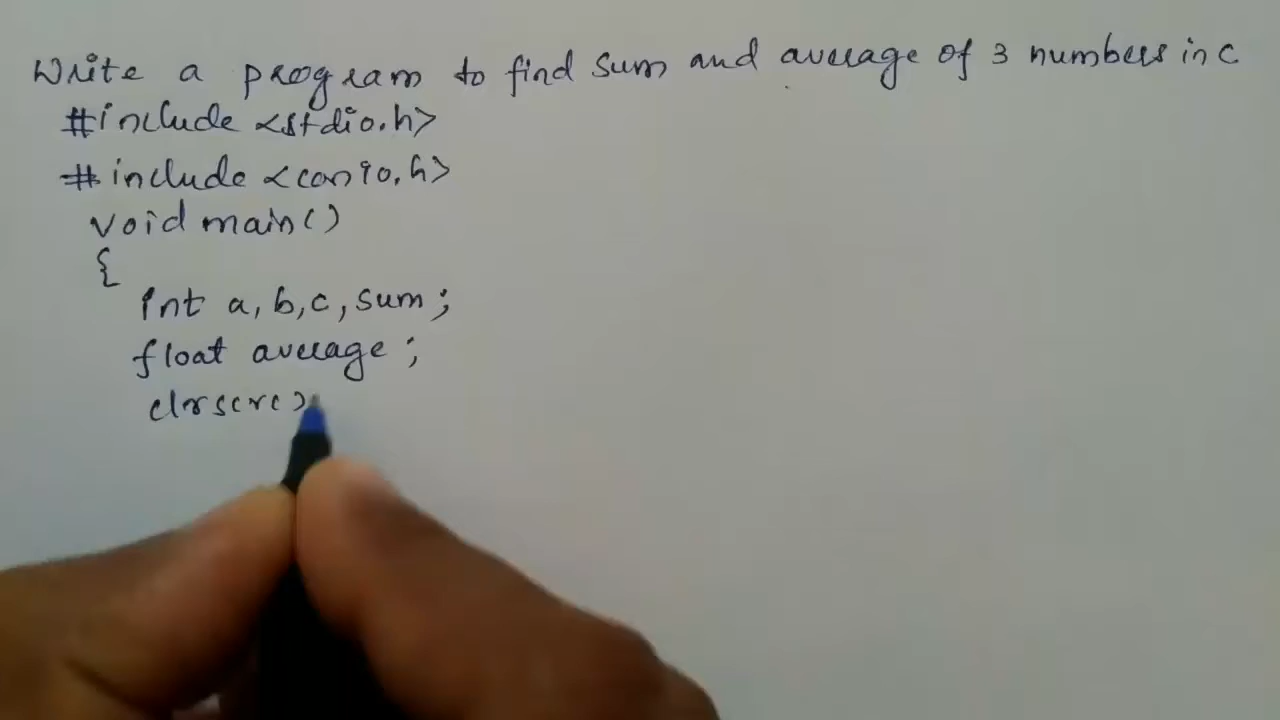 Write a program to find sum and average of 3 numbers in c
#include <stdio.h>
#include <conio.h>
void main()
{
int a, b, c, sum;
float average;
clrscr()